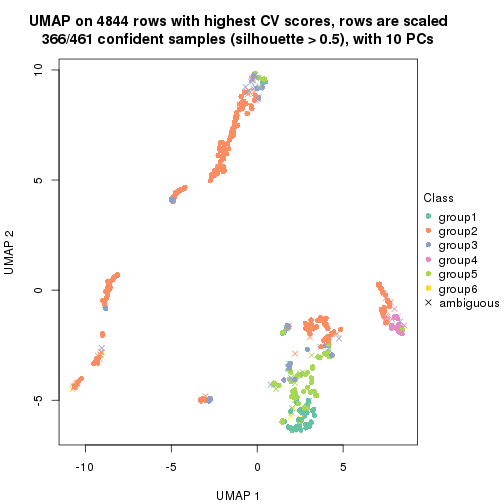 UMAP on 4844 rows with highest CV scores, rows are scaled
366/461 confident samples (silhouette > 0.5), with 10 PCs
10
5
0
-5
UMAP 2
-10
-5
0
5
UMAP 1
Class
group1
group2
group3
group4
group5
group6
ambiguous